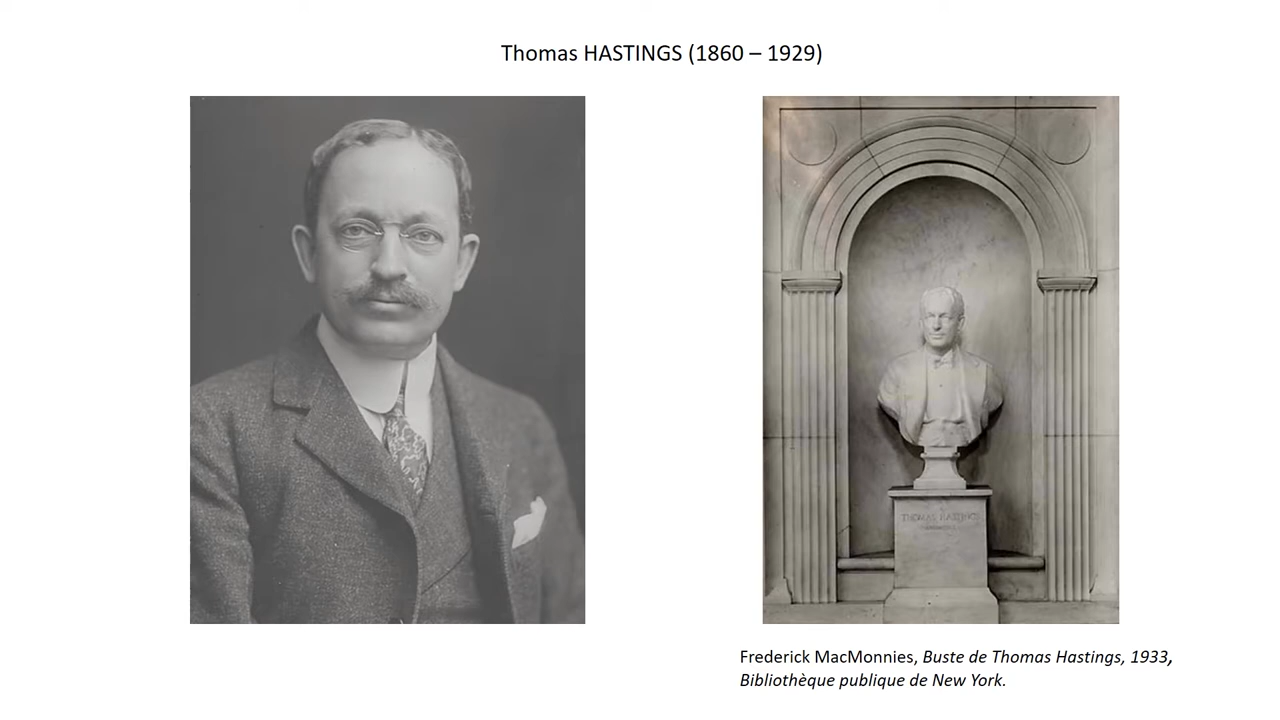 Thomas HASTINGS (1860 – 1929)
THOMAS HASTINGS
Frederick MacMonnies, Buste de Thomas Hastings, 1933,
Bibliothèque publique de New York.